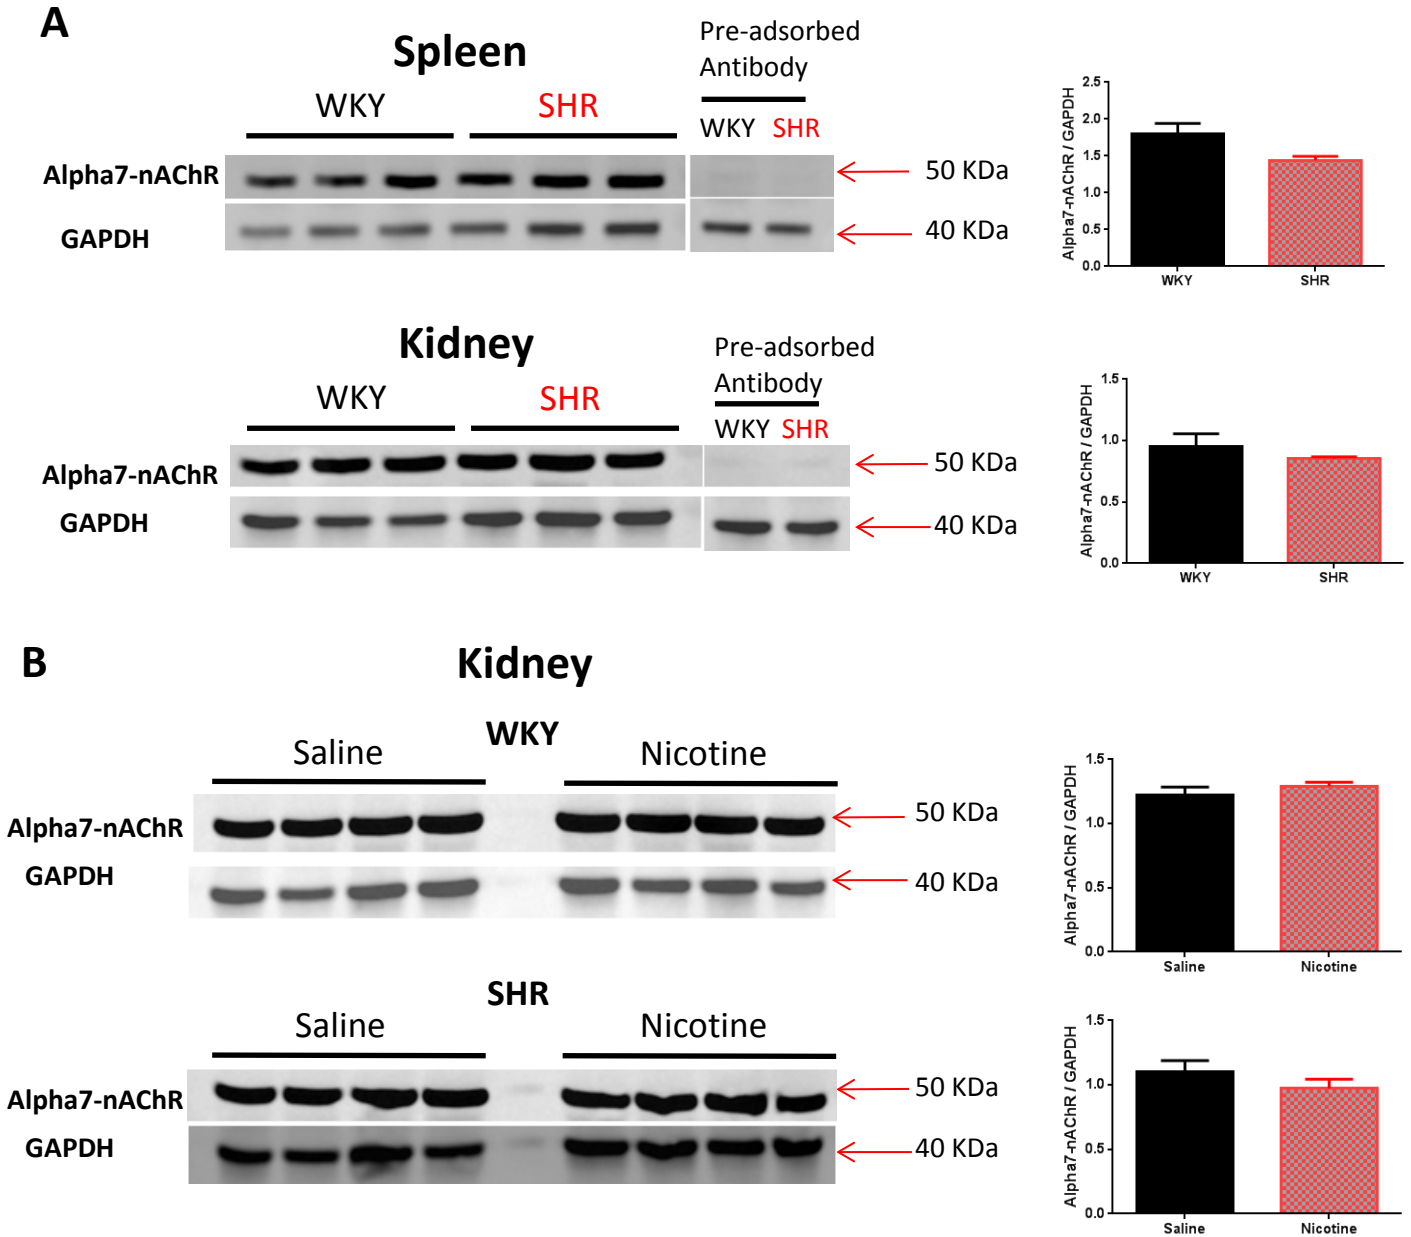 A
Spleen
Pre-adsorbed
Antibody
WKY SHR
WKY SHR
Alpha7-nAChR
50 KDa
GAPDH
40 KDa
Alpha7-nAChR / GAPDH
2.5
2.0
1.5
1.0
0.5
0.0
WKY SHR
Kidney
Pre-adsorbed
Antibody
WKY SHR
WKY SHR
Alpha7-nAChR
50 KDa
GAPDH
40 KDa
Alpha7-nAChR / GAPDH
1.5
1.0
0.5
0.0
WKY SHR
B
Kidney
WKY
Saline Nicotine
Alpha7-nAChR
50 KDa
GAPDH
40 KDa
Alpha7-nAChR / GAPDH
1.5
1.0
0.5
0.0
Saline Nicotine
SHR
Saline Nicotine
Alpha7-nAChR
50 KDa
GAPDH
40 KDa
Alpha7-nAChR / GAPDH
1.5
1.0
0.5
0.0
Saline Nicotine